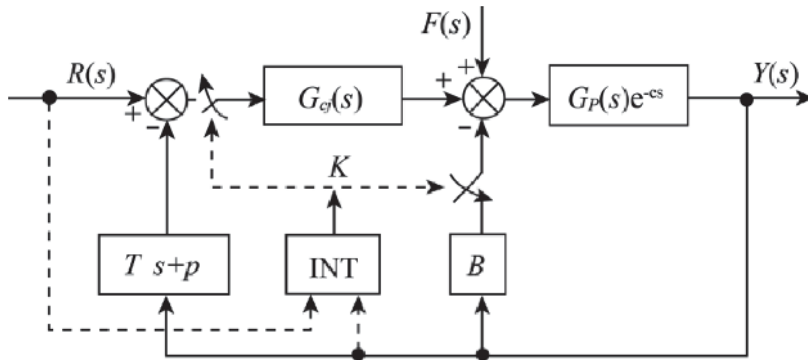 F(s)
R(s)
Y(s)
+
+
+
−
−
G_cj(s)
G_P(s)e^-cs
K
T s+p
INT
B